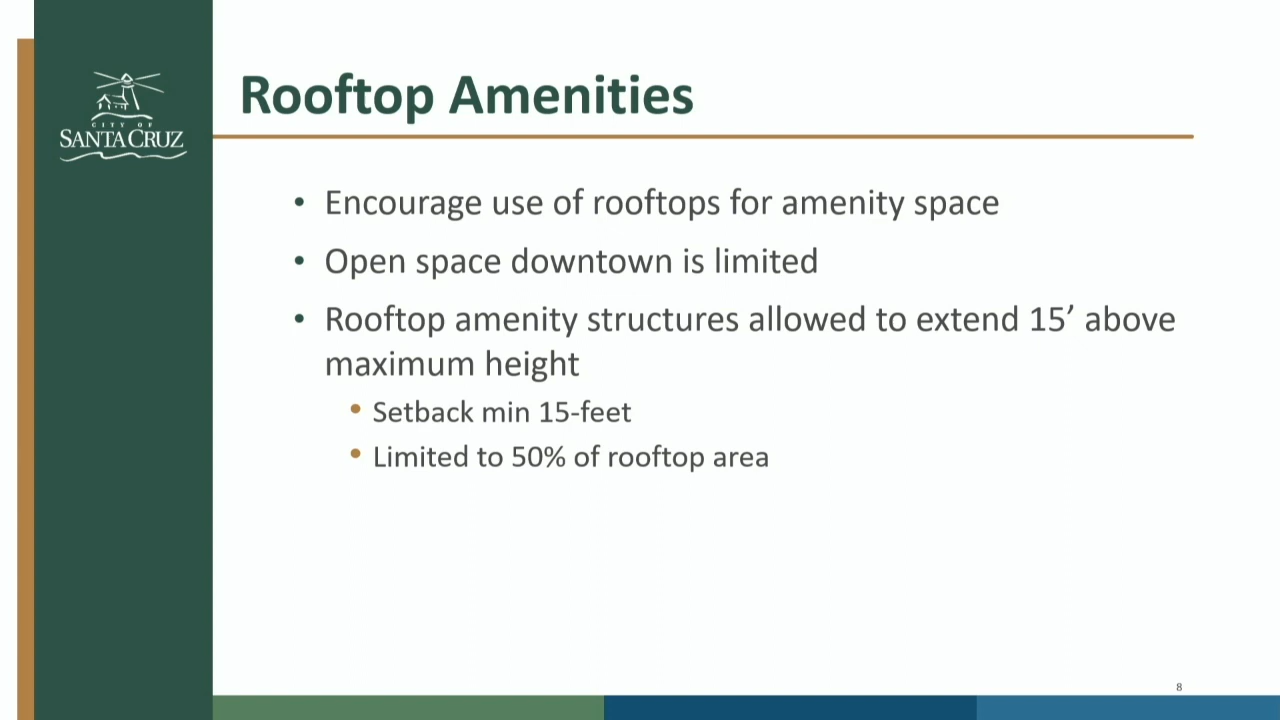 CITY OF
SANTA CRUZ
Rooftop Amenities
• Encourage use of rooftops for amenity space
• Open space downtown is limited
• Rooftop amenity structures allowed to extend 15’ above
maximum height
• Setback min 15-feet
• Limited to 50% of rooftop area
8